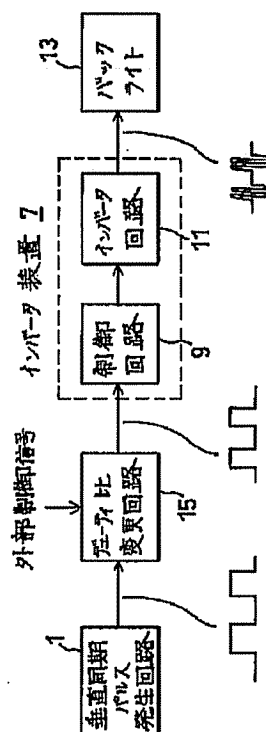 1
垂直同期
パルス
発生回路
外部制御信号
デューティ比
変更回路
15
インバータ装置 7
制御
回路
9
インバータ
回路
11
バック
ライト
13